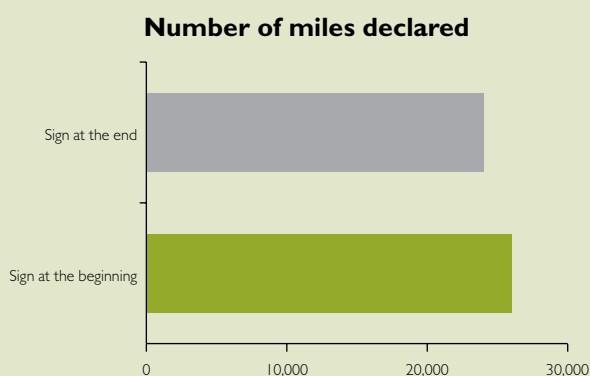 Number of miles declared
Sign at the end
Sign at the beginning
0 10,000 20,000 30,000